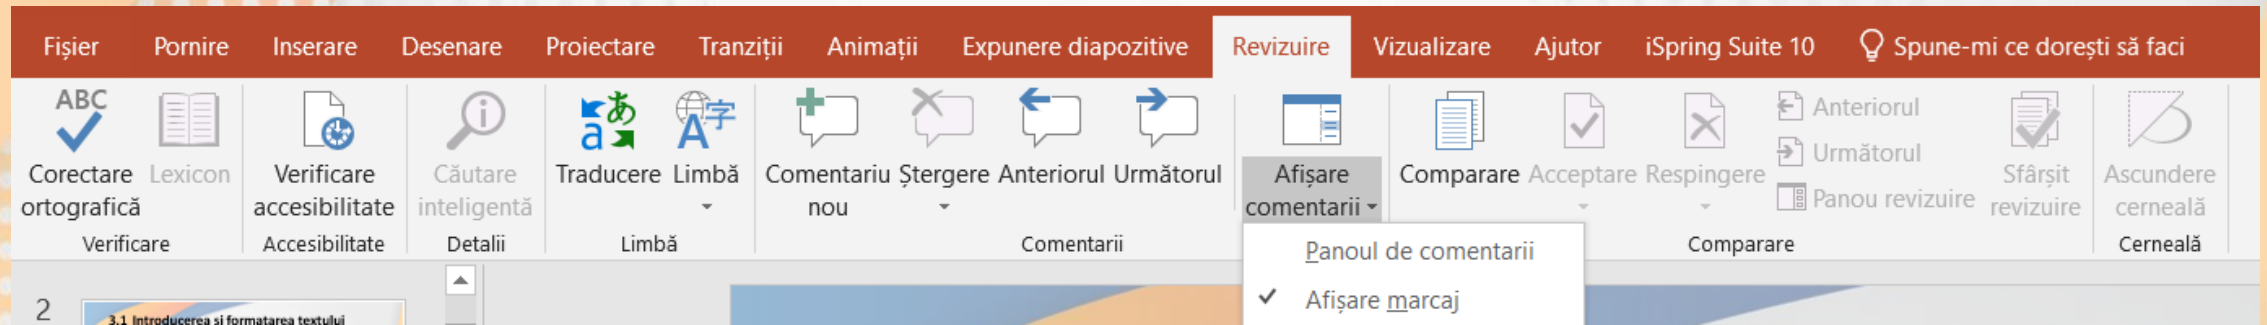 Fișier Pornire Inserare Desenare Proiectare Tranziții Animații Expunere diapozitive Revizuire Vizualizare Ajutor iSpring Suite 10 Spune-mi ce dorești să faci
ABC
a あ A 字
Corectare ortografică
Lexicon
Verificare accesibilitate
Căutare inteligentă
Traducere
Limbă
Comentariu nou
Ștergere
Anteriorul
Următorul
Afișare comentarii
Comparare
Acceptare
Respingere
Anteriorul
Următorul
Panou revizuire
Sfârșit revizuire
Ascundere cerneală
Verificare Accesibilitate Detalii Limbă Comentarii Comparare Cerneală
Panoul de comentarii
Afișare marcaj
2
3.1 Introducerea si formatarea textului